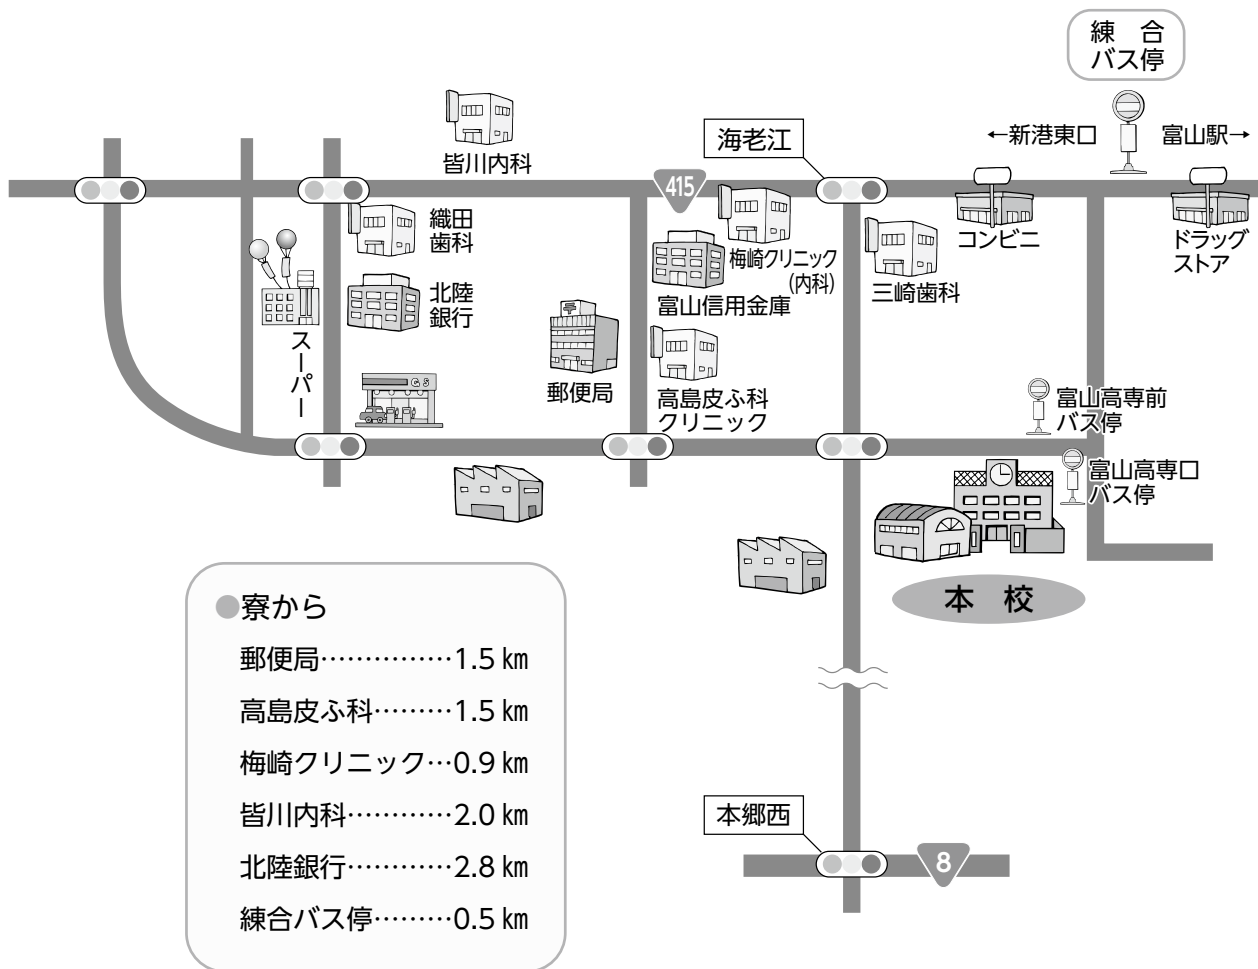 練 合
バス停
←新港東口
富山駅→
海老江
皆川内科
415
織田
歯科
梅崎クリニック
(内科)
コンビニ
ドラッグ
ストア
三崎歯科
富山信用金庫
北陸
銀行
〒
スーパー
GS
郵便局
高島皮ふ科
クリニック
富山高専前
バス停
富山高専口
バス停
本 校
●寮から
郵便局……………1.5 ㎞
高島皮ふ科………1.5 ㎞
梅崎クリニック…0.9 ㎞
皆川内科…………2.0 ㎞
北陸銀行…………2.8 ㎞
練合バス停………0.5 ㎞
本郷西
8